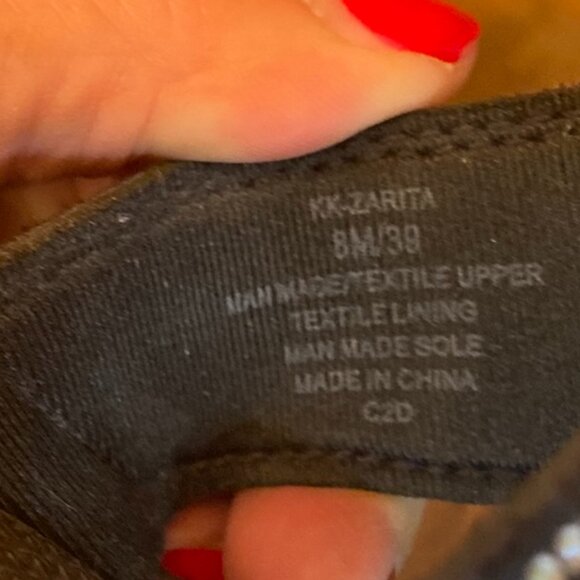 KK-ZARITA
8M/39
MAN MADE/TEXTILE UPPER
TEXTILE LINING
MAN MADE SOLE
MADE IN CHINA
C2D